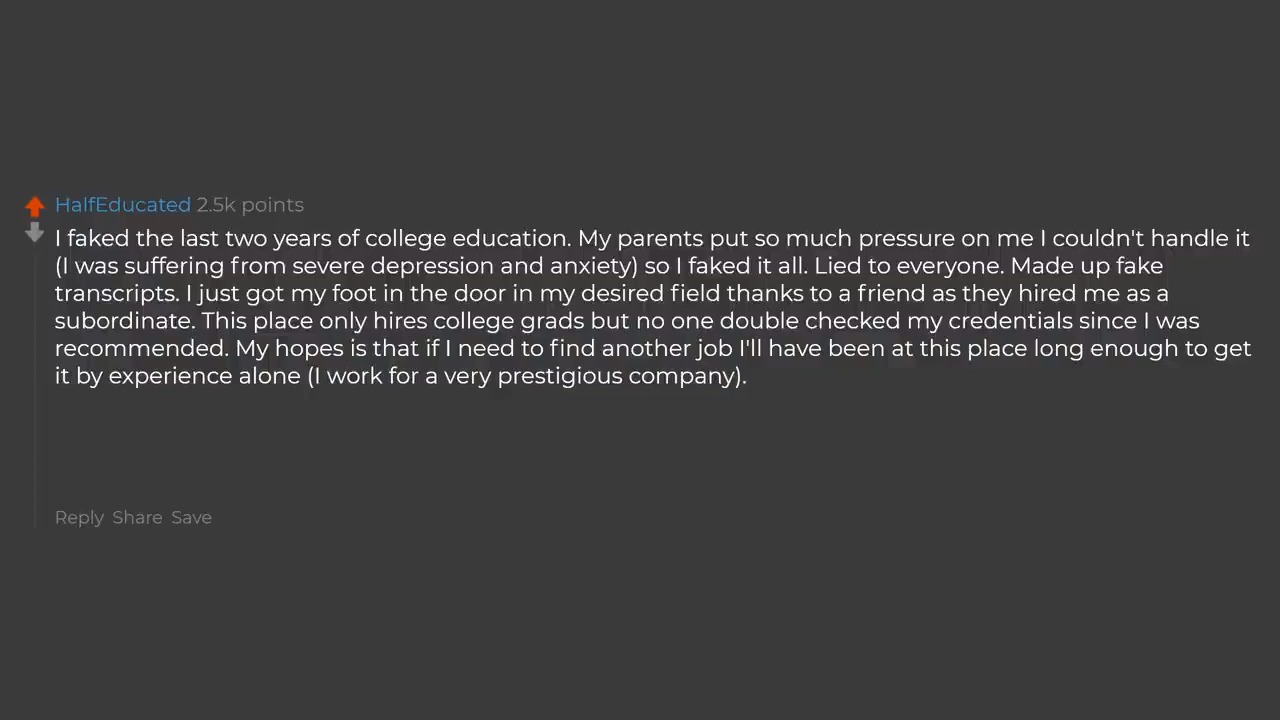 HalfEducated 2.5k points
I faked the last two years of college education. My parents put so much pressure on me I couldn't handle it
(I was suffering from severe depression and anxiety) so I faked it all. Lied to everyone. Made up fake
transcripts. I just got my foot in the door in my desired field thanks to a friend as they hired me as a
subordinate. This place only hires college grads but no one double checked my credentials since I was
recommended. My hopes is that if I need to find another job I'll have been at this place long enough to get
it by experience alone (I work for a very prestigious company).
Reply Share Save